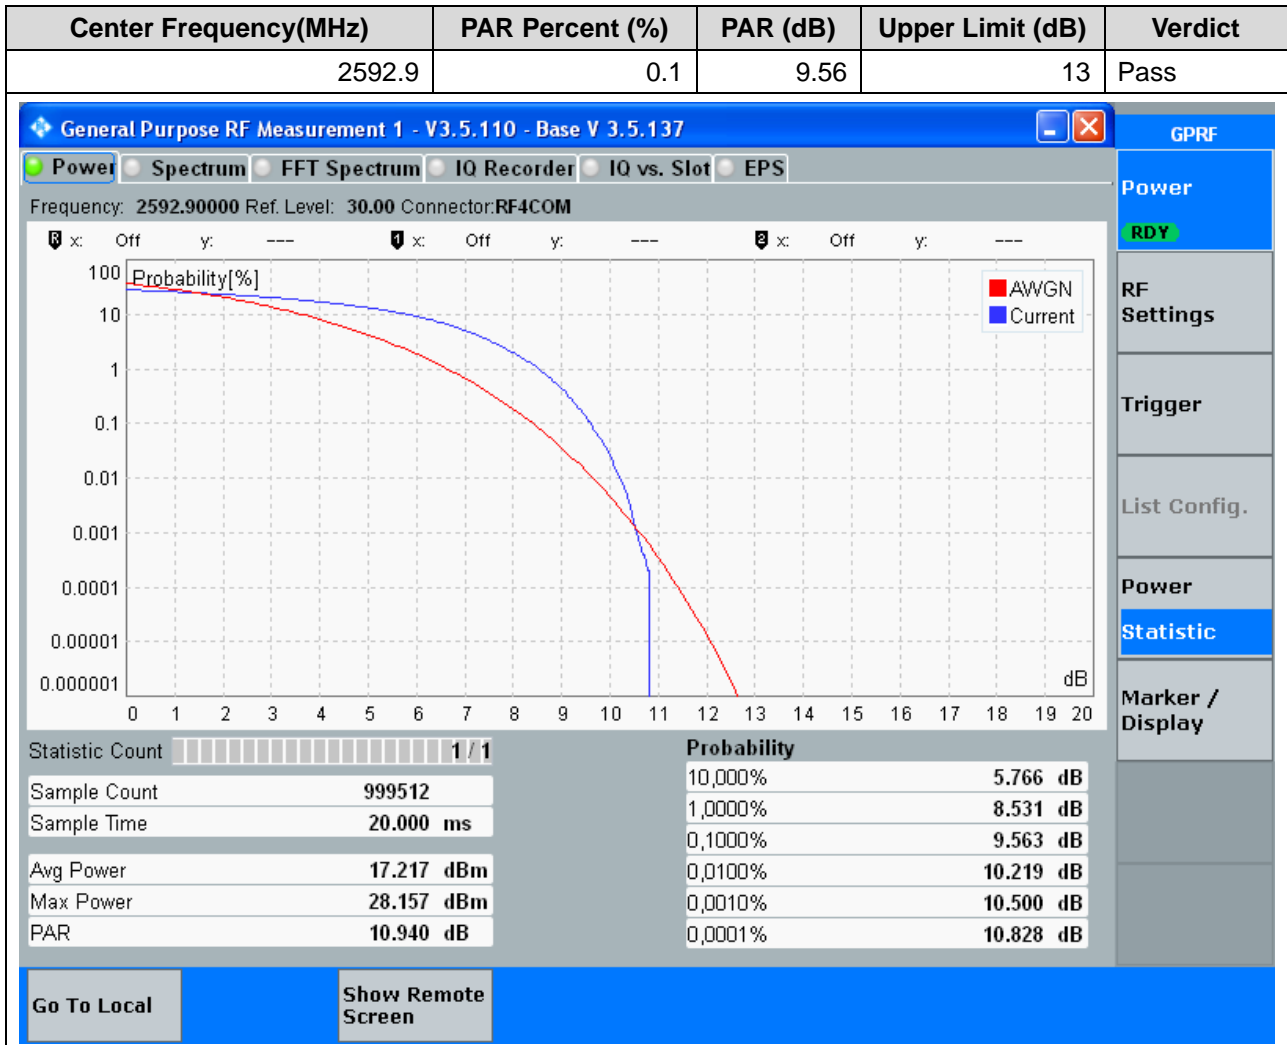 Center Frequency(MHz) PAR Percent (%) PAR (dB) Upper Limit (dB) Verdict
2592.9 0.1 9.56 13 Pass
General Purpose RF Measurement 1 - V3.5.110 - Base V 3.5.137
GPRF
Power Spectrum FFT Spectrum IQ Recorder IQ vs. Slot EPS
Frequency: 2592.90000 Ref. Level: 30.00 Connector:RF4COM
R x: Off y: --- 1 x: Off y: --- 2 x: Off y: ---
Probability[%]
AWGN
Current
100
10
1
0.1
0.01
0.001
0.0001
0.00001
0.000001
dB
0 1 2 3 4 5 6 7 8 9 10 11 12 13 14 15 16 17 18 19 20
Statistic Count 1 / 1
Sample Count 999512
Sample Time 20.000 ms
Avg Power 17.217 dBm
Max Power 28.157 dBm
PAR 10.940 dB
Probability
10,000% 5.766 dB
1,0000% 8.531 dB
0,1000% 9.563 dB
0,0100% 10.219 dB
0,0010% 10.500 dB
0,0001% 10.828 dB
Power
RDY
RF
Settings
Trigger
List Config.
Power
Statistic
Marker /
Display
Go To Local
Show Remote
Screen